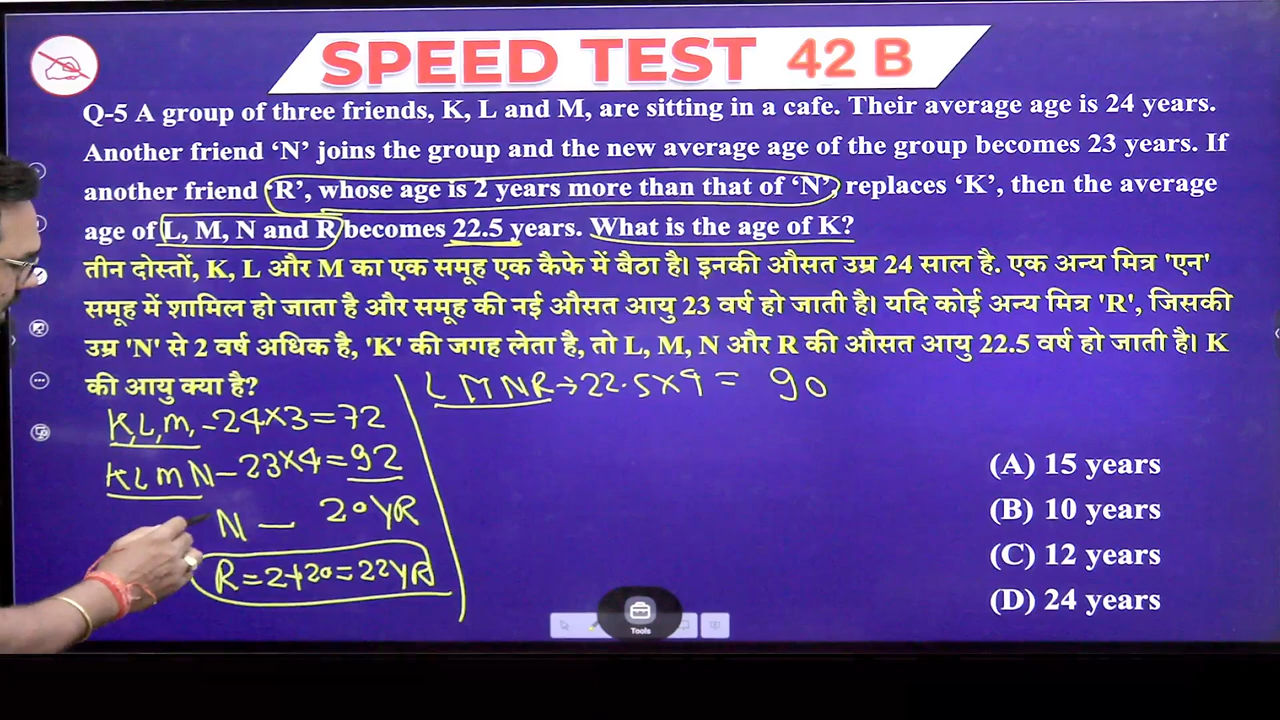 SPEED TEST 42 B
Q-5 A group of three friends, K, L and M, are sitting in a cafe. Their average age is 24 years.
Another friend ‘N’ joins the group and the new average age of the group becomes 23 years. If
another friend ‘R’, whose age is 2 years more than that of ‘N’, replaces ‘K’, then the average
age of L, M, N and R becomes 22.5 years. What is the age of K?
तीन दोस्तों, K, L और M का एक समूह एक कैफे में बैठा है। इनकी औसत उम्र 24 साल है. एक अन्य मित्र 'एन'
समूह में शामिल हो जाता है और समूह की नई औसत आयु 23 वर्ष हो जाती है। यदि कोई अन्य मित्र 'R', जिसकी
उम्र 'N' से 2 वर्ष अधिक है, 'K' की जगह लेता है, तो L, M, N और R की औसत आयु 22.5 वर्ष हो जाती है। K
की आयु क्या है?
L M N R → 22.5 × 4 = 90
K, L, M, - 24 × 3 = 72
K L M N - 23 × 4 = 92
N — 20 YR
R = 2 + 20 = 22 YR
(A) 15 years
(B) 10 years
(C) 12 years
(D) 24 years
Tools